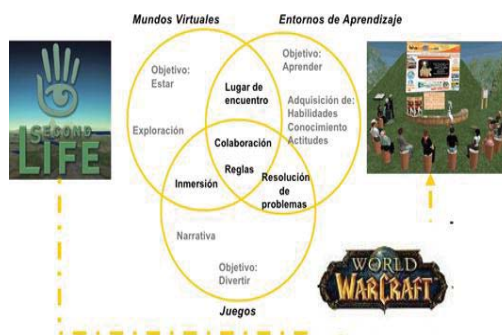 Mundos Virtuales
Entornos de Aprendizaje
Objetivo:
Estar
Exploración
Lugar de
encuentro
Objetivo:
Aprender
Adquisición de:
Habilidades
Conocimiento
Actitudes
Colaboración
Reglas
Inmersión
Resolución
de
problemas
Narrativa
Objetivo:
Divertir
Juegos
SECOND
LIFE
WORLD
WARCRAFT